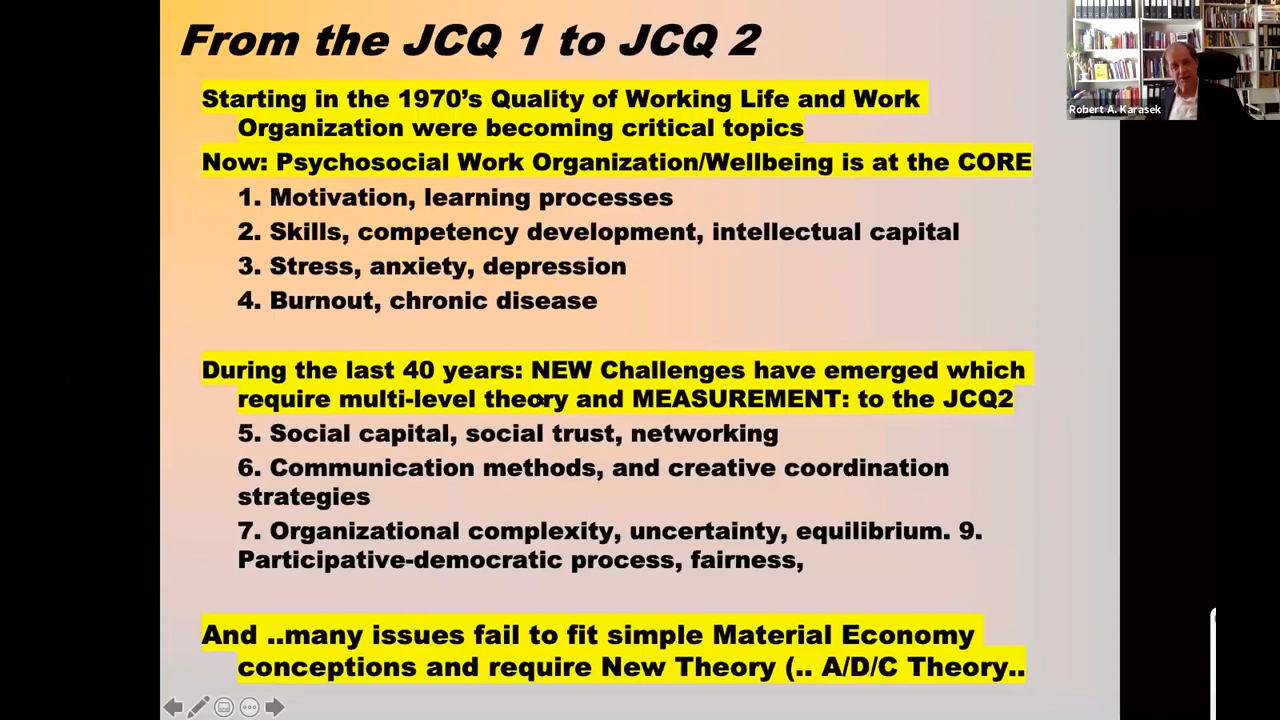 From the JCQ 1 to JCQ 2
Robert A. Karasek
Starting in the 1970's Quality of Working Life and Work
Organization were becoming critical topics
Now: Psychosocial Work Organization/Wellbeing is at the CORE
1. Motivation, learning processes
2. Skills, competency development, intellectual capital
3. Stress, anxiety, depression
4. Burnout, chronic disease
During the last 40 years: NEW Challenges have emerged which
require multi-level theory and MEASUREMENT: to the JCQ2
5. Social capital, social trust, networking
6. Communication methods, and creative coordination
strategies
7. Organizational complexity, uncertainty, equilibrium. 9.
Participative-democratic process, fairness,
And ..many issues fail to fit simple Material Economy
conceptions and require New Theory (.. A/D/C Theory..